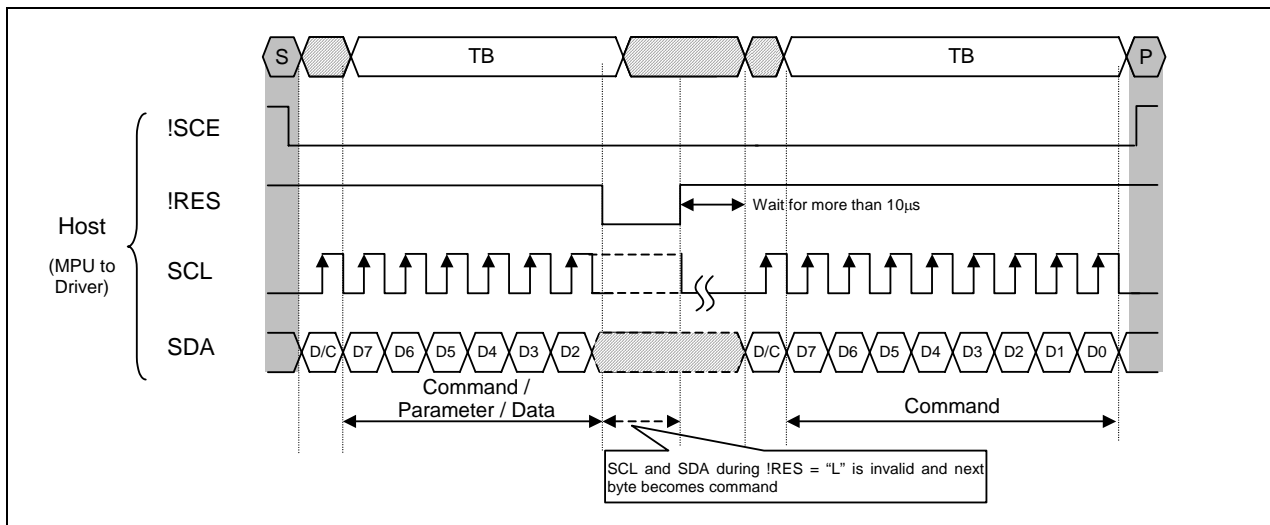 S TB TB P
!SCE
!RES
Wait for more than 10µs
Host
(MPU to
Driver)
SCL
SDA
D/C D7 D6 D5 D4 D3 D2 D/C D7 D6 D5 D4 D3 D2 D1 D0
Command /
Parameter / Data
Command
SCL and SDA during !RES = “L” is invalid and next
byte becomes command